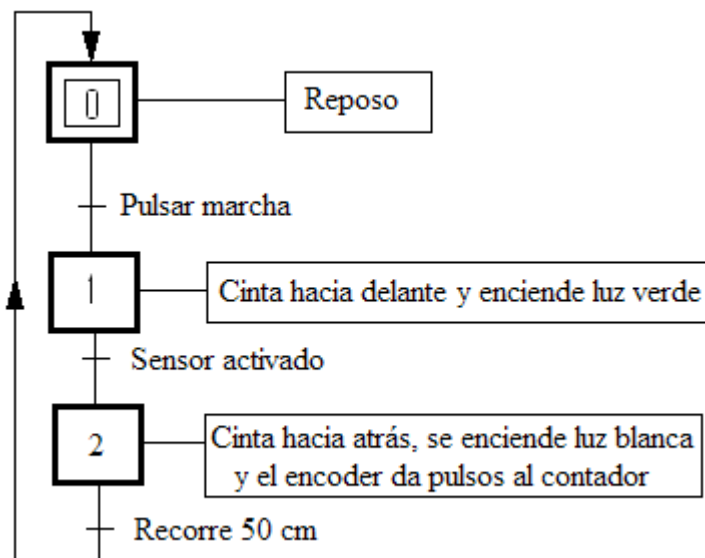 0
Reposo
Pulsar marcha
1
Cinta hacia delante y enciende luz verde
Sensor activado
2
Cinta hacia atrás, se enciende luz blanca
y el encoder da pulsos al contador
Recorre 50 cm